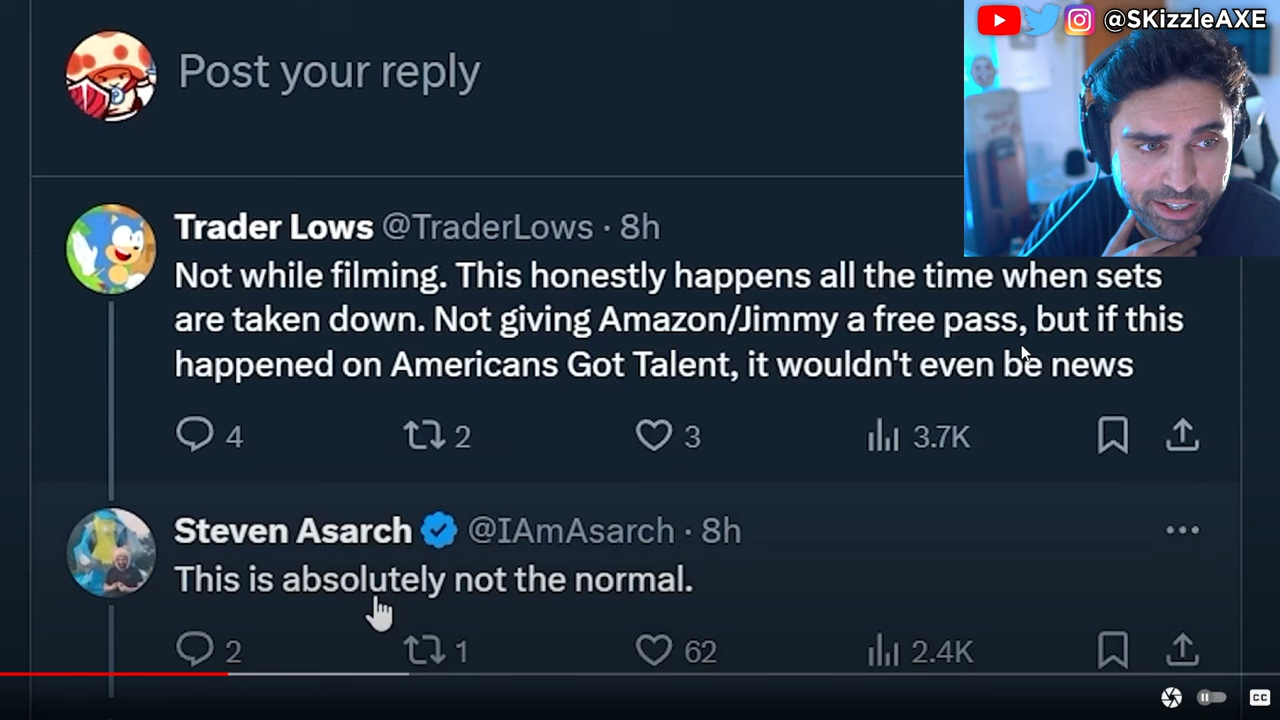 @SKizzleAXE
Post your reply
Trader Lows @TraderLows · 8h
Not while filming. This honestly happens all the time when sets
are taken down. Not giving Amazon/Jimmy a free pass, but if this
happened on Americans Got Talent, it wouldn't even be news
4 2 3 3.7K
Steven Asarch @IAmAsarch · 8h
This is absolutely not the normal.
2 1 62 2.4K
CC